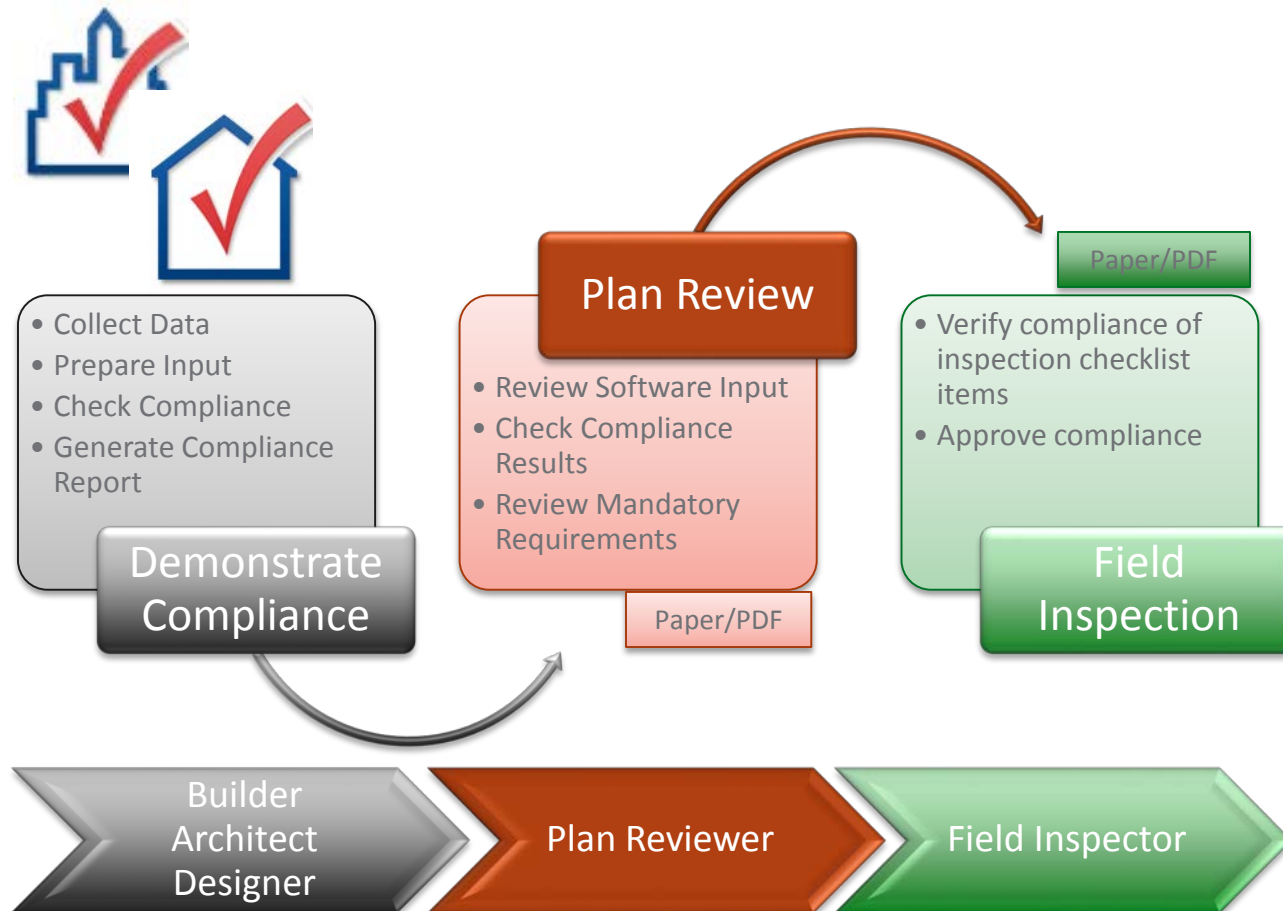 • Collect Data
• Prepare Input
• Check Compliance
• Generate Compliance
Report
Demonstrate
Compliance
Plan Review
• Review Software Input
• Check Compliance
Results
• Review Mandatory
Requirements
Paper/PDF
Paper/PDF
• Verify compliance of
inspection checklist
items
• Approve compliance
Field
Inspection
Builder
Architect
Designer
Plan Reviewer
Field Inspector